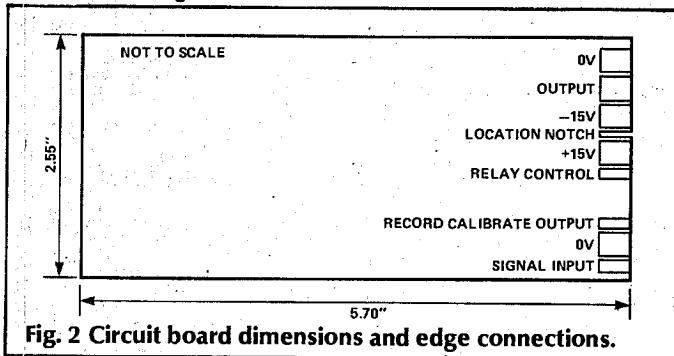 NOT TO SCALE
0V
OUTPUT
−15V
LOCATION NOTCH
+15V
RELAY CONTROL
2.55"
RECORD CALIBRATE OUTPUT
0V
SIGNAL INPUT
5.70"
Fig. 2 Circuit board dimensions and edge connections.